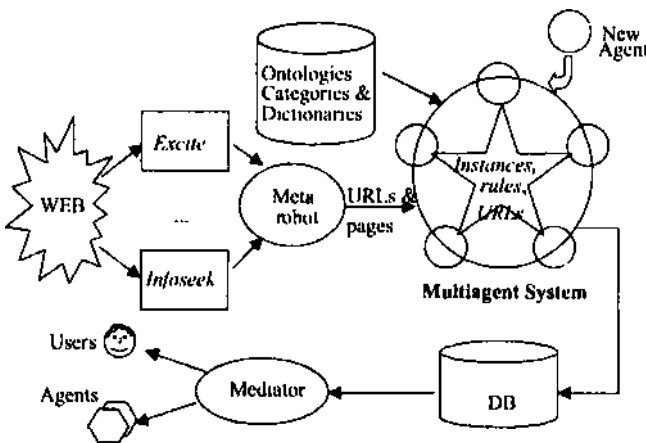 New
Agent
Ontologies
Categories &
Dictionaries
Excite
Instances,
rules,
URLs
WEB
Meta
robot
URLs &
pages
...
Infoseek
Multiagent System
Users
Mediator
DB
Agents